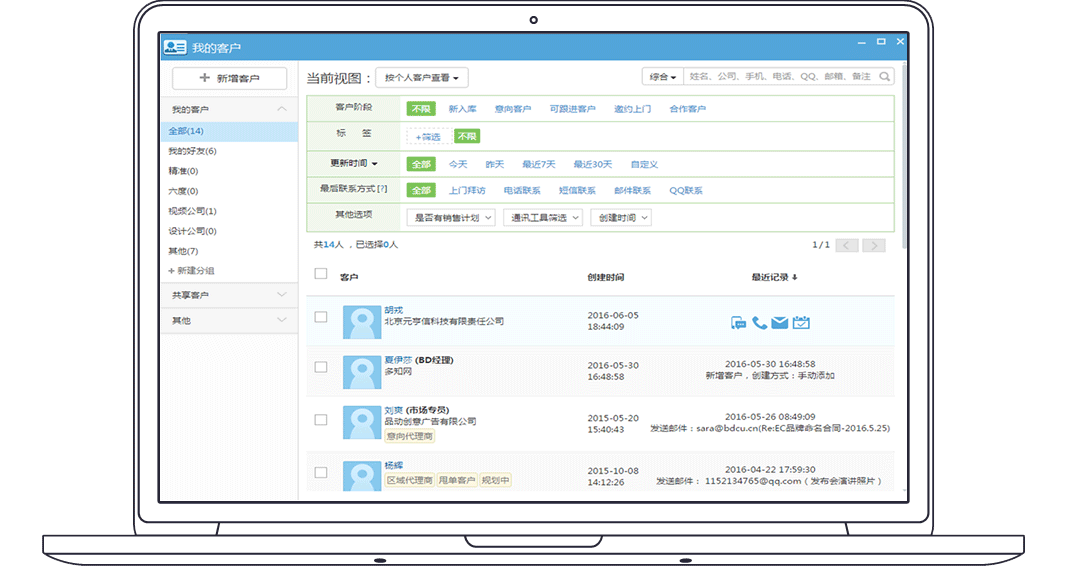 我的客户
新增客户
当前视图： 按个人客户查看
综合 姓名、公司、手机、电话、QQ、邮箱、备注
我的客户
全部(14)
我的好友(6)
精准(0)
六度(0)
视频公司(1)
设计公司(0)
其他(7)
+ 新建分组
共享客户
其他
客户阶段 不限 新入库 意向客户 可跟进客户 邀约上门 合作客户
标 签 +筛选 不限
更新时间 全部 今天 昨天 最近7天 最近30天 自定义
最后联系方式 [?] 全部 上门拜访 电话联系 短信联系 邮件联系 QQ联系
其他选项 是否有销售计划 通讯工具筛选 创建时间
共14人 ，已选择0人 1 / 1
客户 创建时间 最近记录
胡戎
北京元亨信科技有限责任公司
2016-06-05
18:44:09
夏伊莎 (BD经理)
多知网
2016-05-30
16:48:58
2016-05-30 16:48:58
新增客户，创建方式：手动添加
刘爽 (市场专员)
品动创意广告有限公司
意向代理商
2015-05-20
15:40:43
2016-05-26 08:49:09
发送邮件：sara@bdcu.cn(Re:EC品牌命名合同-2016.5.25)
杨辉
区域代理商 甩单客户 规划中
2015-10-08
14:12:26
2016-04-22 17:59:30
发送邮件： 1152134765@qq.com（发布会演讲照片）